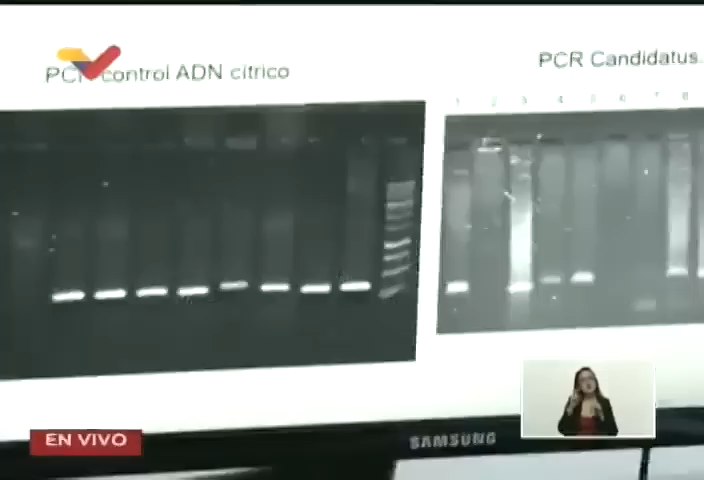 PCR control ADN cítrico
PCR Candidatus
1 2 3 4 5 6 7 8
EN VIVO
SAMSUNG